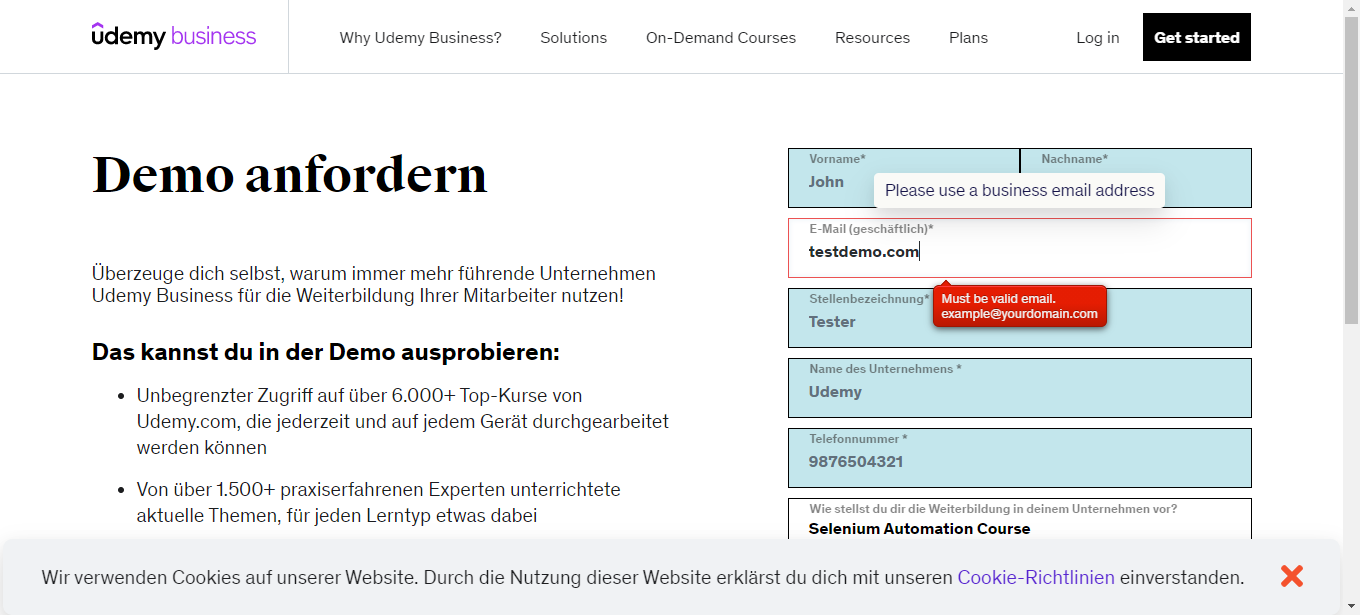 ûdemy business
Why Udemy Business?
Solutions
On-Demand Courses
Resources
Plans
Log in
Get started
Demo anfordern
Überzeuge dich selbst, warum immer mehr führende Unternehmen
Udemy Business für die Weiterbildung Ihrer Mitarbeiter nutzen!
Das kannst du in der Demo ausprobieren:
• Unbegrenzter Zugriff auf über 6.000+ Top-Kurse von
Udemy.com, die jederzeit und auf jedem Gerät durchgearbeitet
werden können
• Von über 1.500+ praxiserfahrenen Experten unterrichtete
aktuelle Themen, für jeden Lerntyp etwas dabei
Vorname*
John
Nachname*
Please use a business email address
E-Mail (geschäftlich)*
testdemo.com
Must be valid email.
example@yourdomain.com
Stellenbezeichnung*
Tester
Name des Unternehmens *
Udemy
Telefonnummer *
9876504321
Wie stellst du dir die Weiterbildung in deinem Unternehmen vor?
Selenium Automation Course
Wir verwenden Cookies auf unserer Website. Durch die Nutzung dieser Website erklärst du dich mit unseren Cookie-Richtlinien einverstanden.